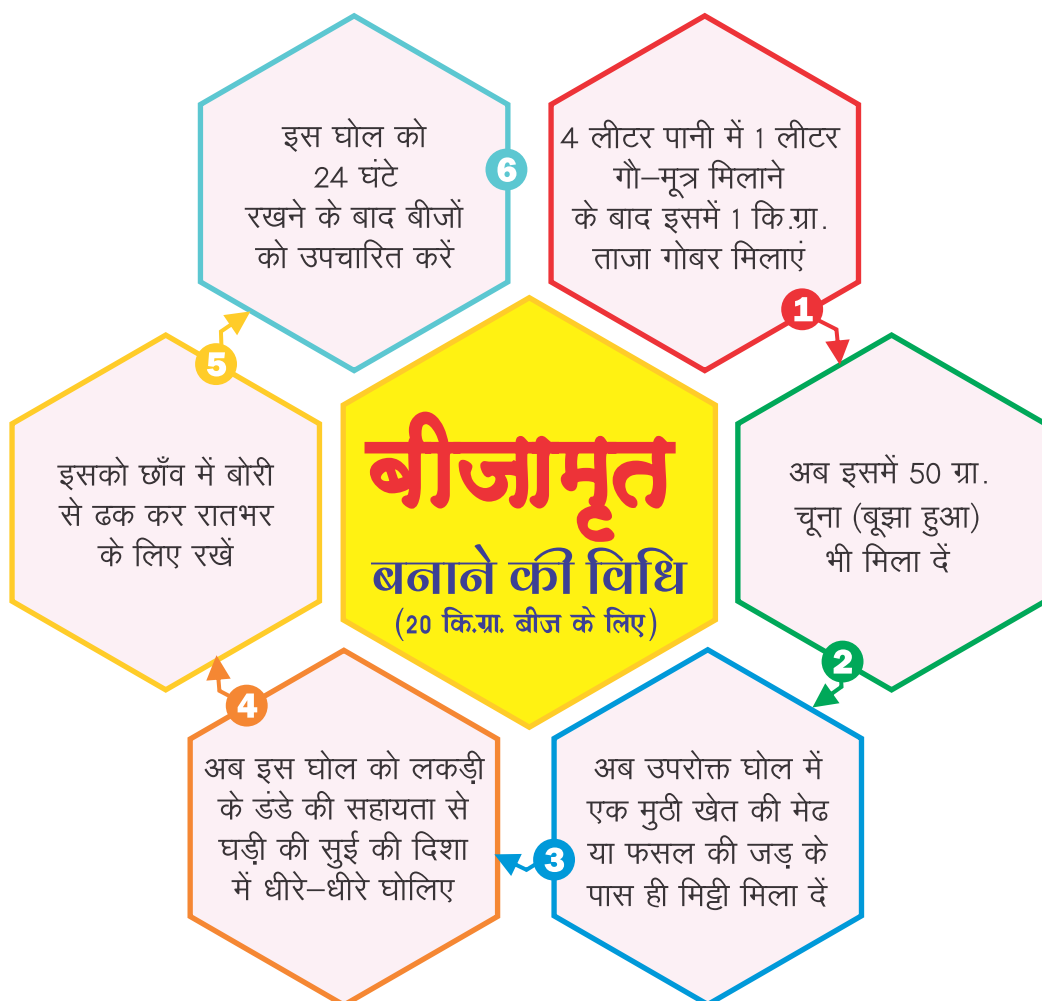 बीजामृत
बनाने की विधि
(20 कि.ग्रा. बीज के लिए)
4 लीटर पानी में 1 लीटर
गौ–मूत्र मिलाने
के बाद इसमें 1 कि.ग्रा.
ताजा गोबर मिलाएं
1
अब इसमें 50 ग्रा.
चूना (बूझा हुआ)
भी मिला दें
2
अब उपरोक्त घोल में
एक मुठी खेत की मेढ
या फसल की जड़ के
पास ही मिट्टी मिला दें
3
अब इस घोल को लकड़ी
के डंडे की सहायता से
घड़ी की सुई की दिशा
में धीरे–धीरे घोलिए
4
इसको छाँव में बोरी
से ढक कर रातभर
के लिए रखें
5
इस घोल को
24 घंटे
रखने के बाद बीजों
को उपचारित करें
6